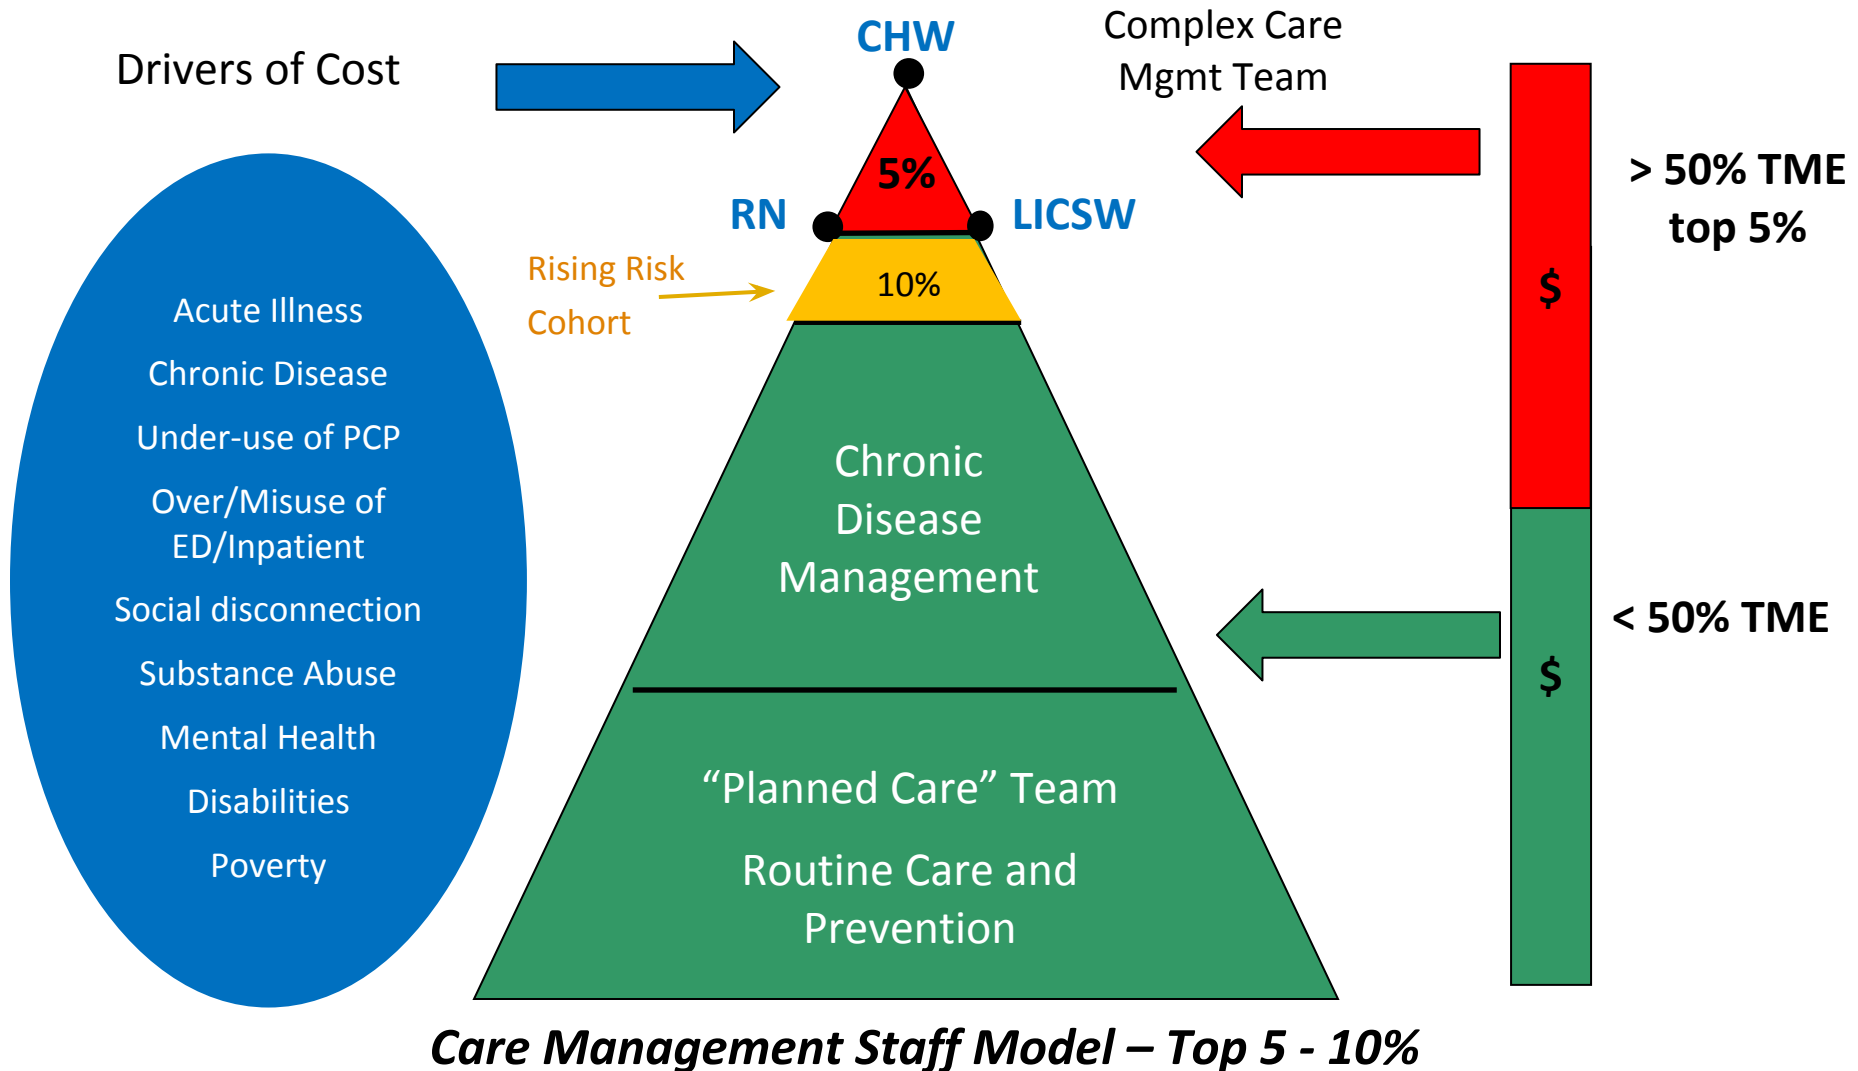 Drivers of Cost
Acute Illness
Chronic Disease
Under-use of PCP
Over/Misuse of
ED/Inpatient
Social disconnection
Substance Abuse
Mental Health
Disabilities
Poverty
CHW
5%
RN
LICSW
Rising Risk
Cohort
10%
Chronic
Disease
Management
“Planned Care” Team
Routine Care and
Prevention
Complex Care
Mgmt Team
$
> 50% TME
top 5%
$
< 50% TME
Care Management Staff Model – Top 5 - 10%